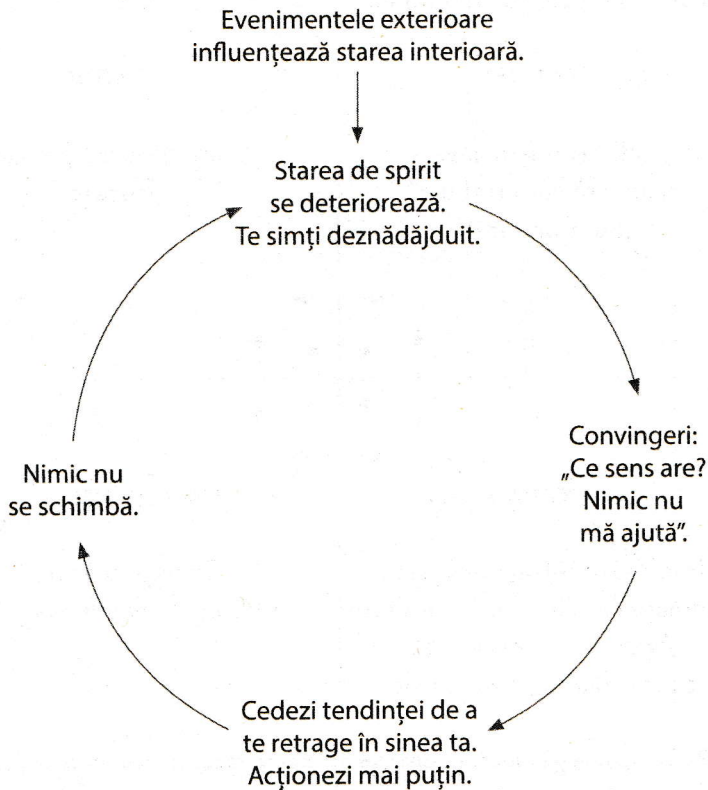 Evenimentele exterioare
influențează starea interioară.
Starea de spirit
se deteriorează.
Te simți deznădăjduit.
Convingeri:
„Ce sens are?
Nimic nu
mă ajută”.
Cedezi tendinței de a
te retrage în sinea ta.
Acționezi mai puțin.
Nimic nu
se schimbă.